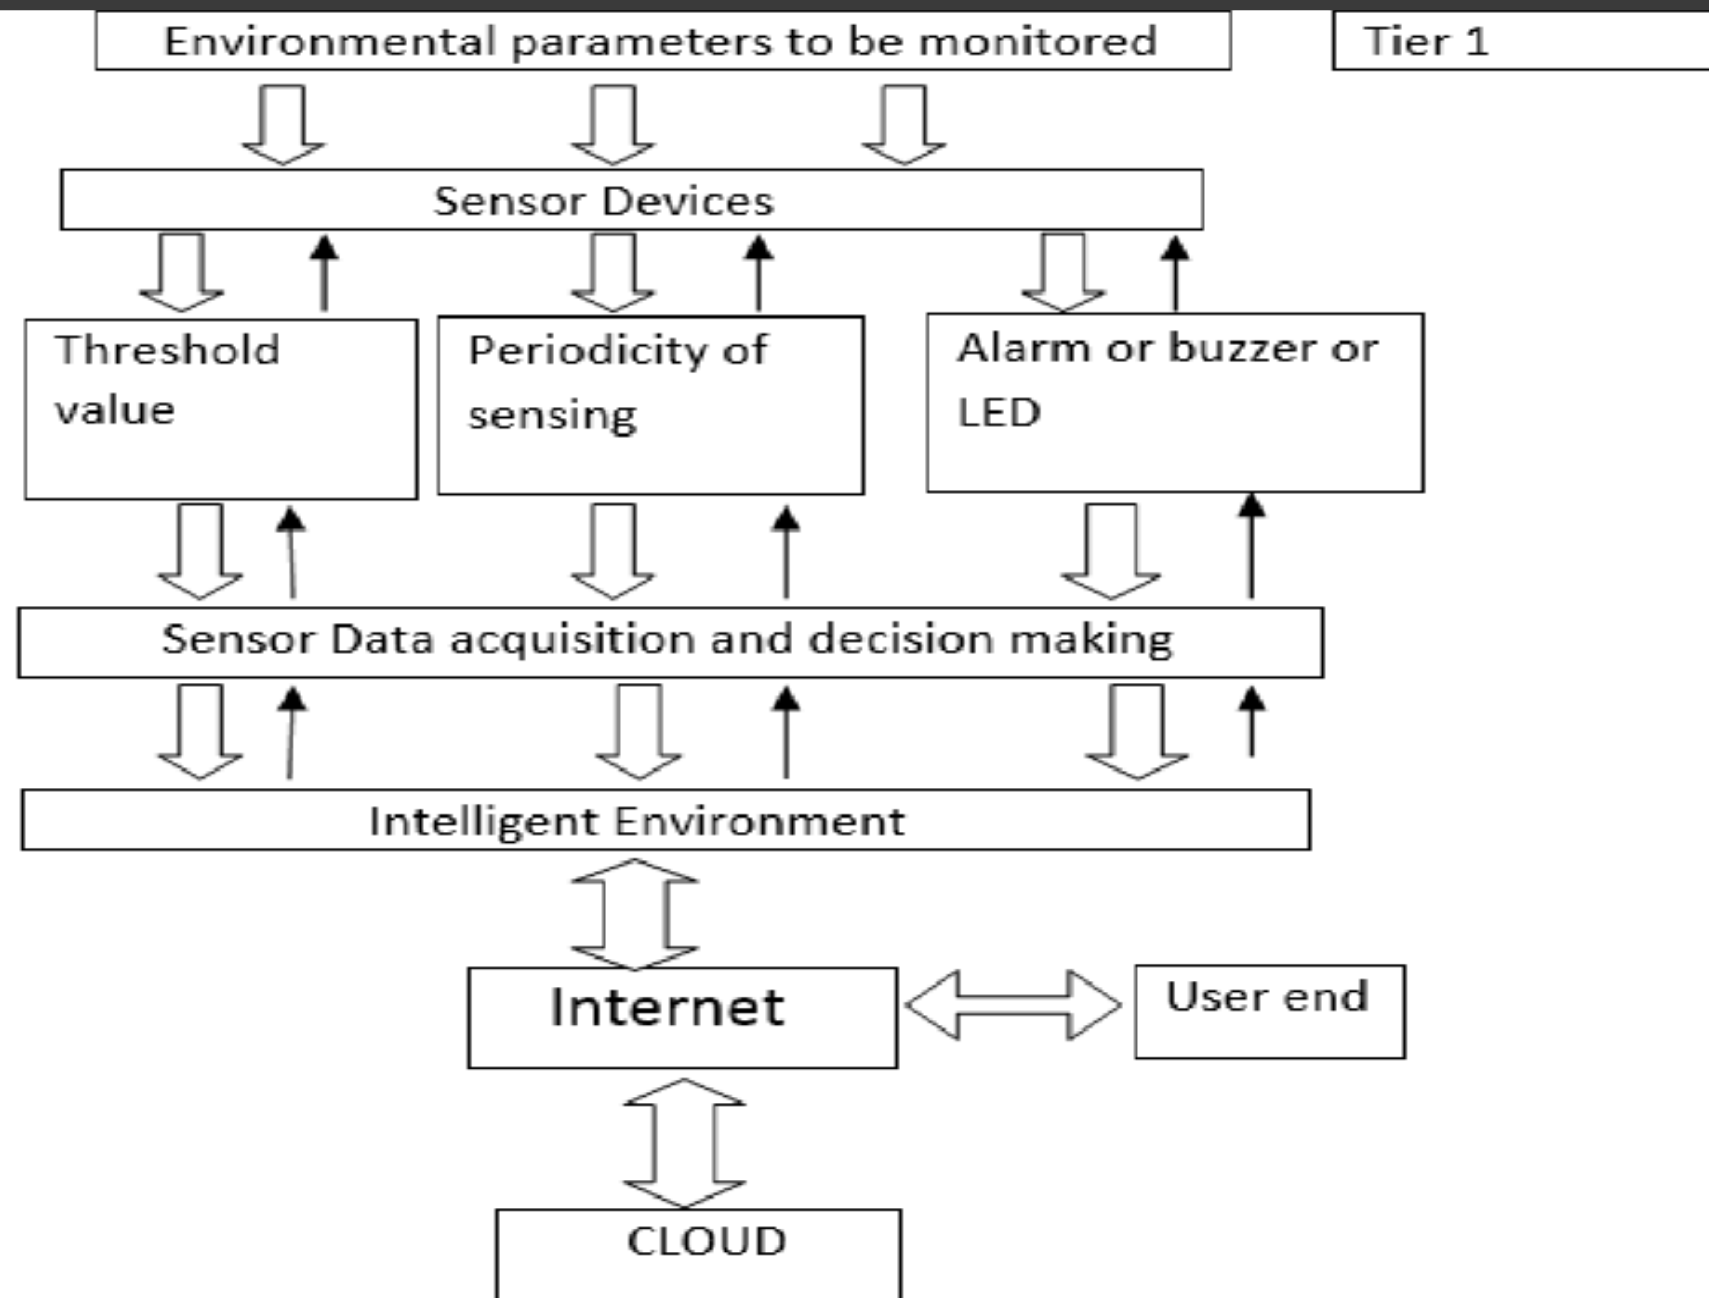 Environmental parameters to be monitored
Tier 1
Sensor Devices
Threshold
value
Periodicity of
sensing
Alarm or buzzer or
LED
Sensor Data acquisition and decision making
Intelligent Environment
Internet
User end
CLOUD